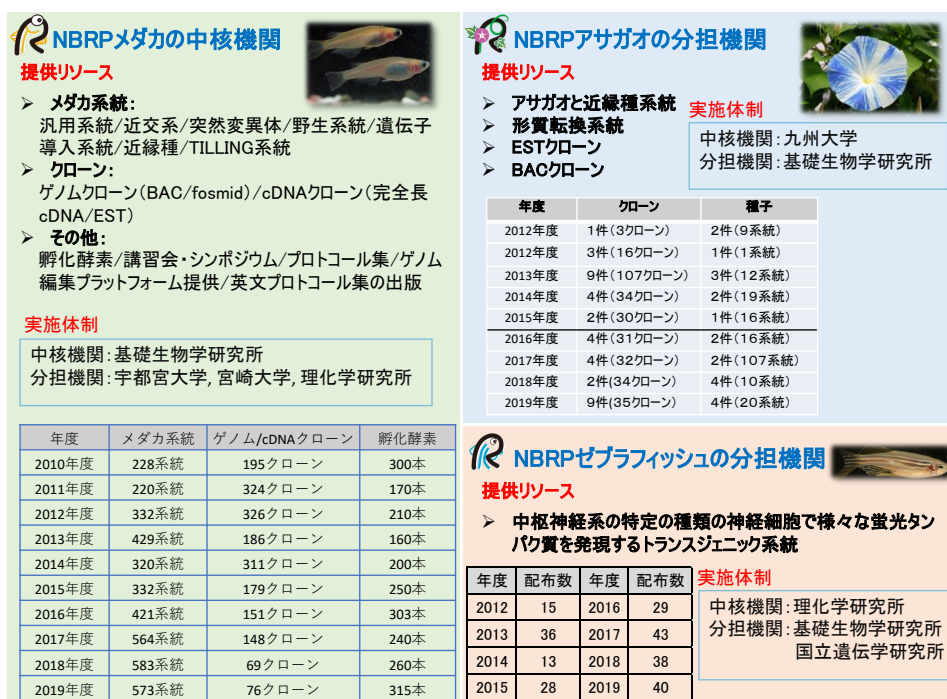 NBRPメダカの中核機関
提供リソース
➢ メダカ系統:
汎用系統/近交系/突然変異体/野生系統/遺伝子
導入系統/近縁種/TILLING系統
➢ クローン:
ゲノムクローン(BAC/fosmid)/cDNAクローン(完全長
cDNA/EST)
➢ その他:
孵化酵素/講習会・シンポジウム/プロトコール集/ゲノム
編集プラットフォーム提供/英文プロトコール集の出版
実施体制
中核機関:基礎生物学研究所
分担機関:宇都宮大学, 宮崎大学, 理化学研究所
年度 メダカ系統 ゲノム/cDNAクローン 孵化酵素
2010年度 228系統 195クローン 300本
2011年度 220系統 324クローン 170本
2012年度 332系統 326クローン 210本
2013年度 429系統 186クローン 160本
2014年度 320系統 311クローン 200本
2015年度 332系統 179クローン 250本
2016年度 421系統 151クローン 303本
2017年度 564系統 148クローン 240本
2018年度 583系統 69クローン 260本
2019年度 573系統 76クローン 315本
NBRPアサガオの分担機関
提供リソース
➢ アサガオと近縁種系統
➢ 形質転換系統
➢ ESTクローン
➢ BACクローン
実施体制
中核機関:九州大学
分担機関:基礎生物学研究所
年度 クローン 種子
2012年度 1件(3クローン) 2件(9系統)
2012年度 3件(16クローン) 1件(1系統)
2013年度 9件(107クローン) 3件(12系統)
2014年度 4件(34クローン) 2件(19系統)
2015年度 2件(30クローン) 1件(16系統)
2016年度 4件(31クローン) 2件(16系統)
2017年度 4件(32クローン) 2件(107系統)
2018年度 2件(34クローン) 4件(10系統)
2019年度 9件(35クローン) 4件(20系統)
NBRPゼブラフィッシュの分担機関
提供リソース
➢ 中枢神経系の特定の種類の神経細胞で様々な蛍光タン
パク質を発現するトランスジェニック系統
年度 配布数 年度 配布数
2012 15 2016 29
2013 36 2017 43
2014 13 2018 38
2015 28 2019 40
実施体制
中核機関:理化学研究所
分担機関:基礎生物学研究所
国立遺伝学研究所